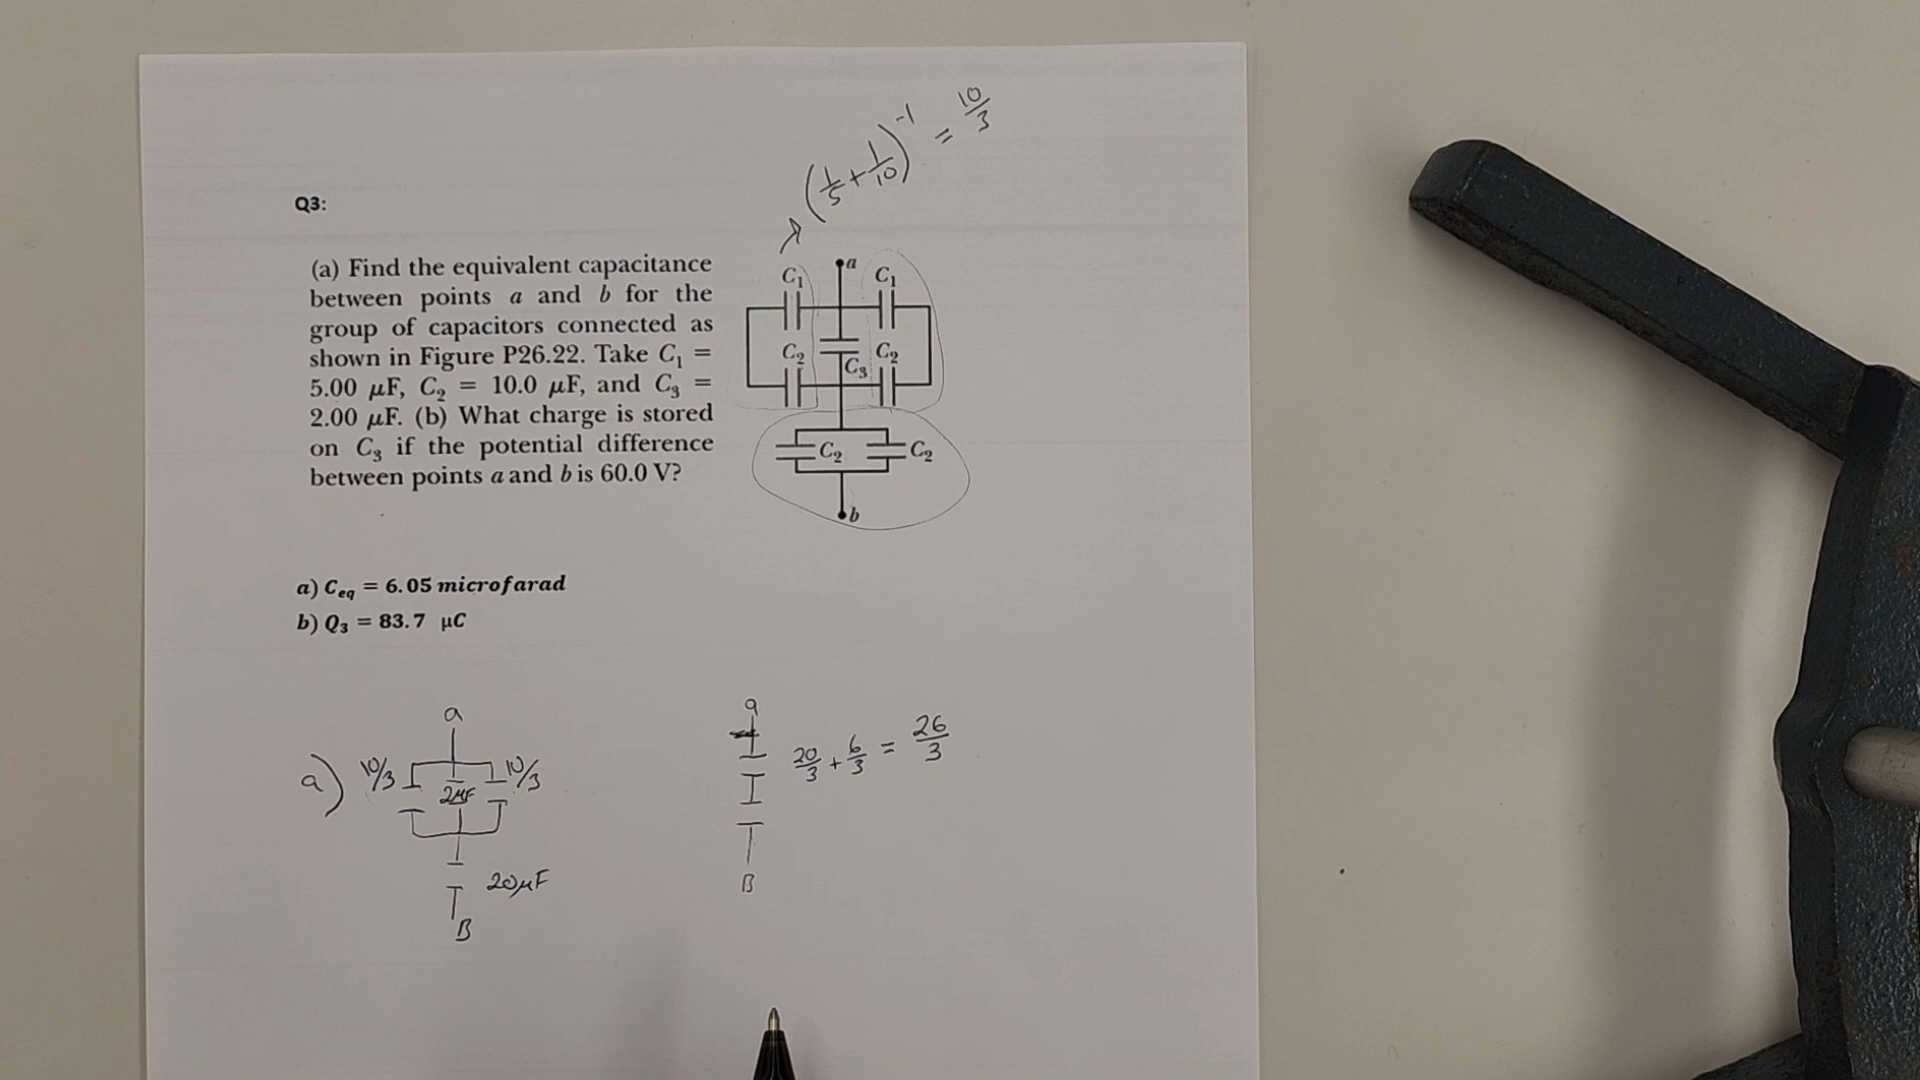 (1/5 + 1/10)^-1 = 10/3
Q3:
(a) Find the equivalent capacitance
between points a and b for the
group of capacitors connected as
shown in Figure P26.22. Take C₁ =
5.00 μF, C₂ = 10.0 μF, and C₃ =
2.00 μF. (b) What charge is stored
on C₃ if the potential difference
between points a and b is 60.0 V?
C₁ a C₁
C₂ C₃ C₂
C₂ C₂
b
a) Ceq = 6.05 microfarad
b) Q₃ = 83.7 μC
a
a) 10/3 2μF 10/3
20μF
B
a
20/3 + 6/3 = 26/3
B